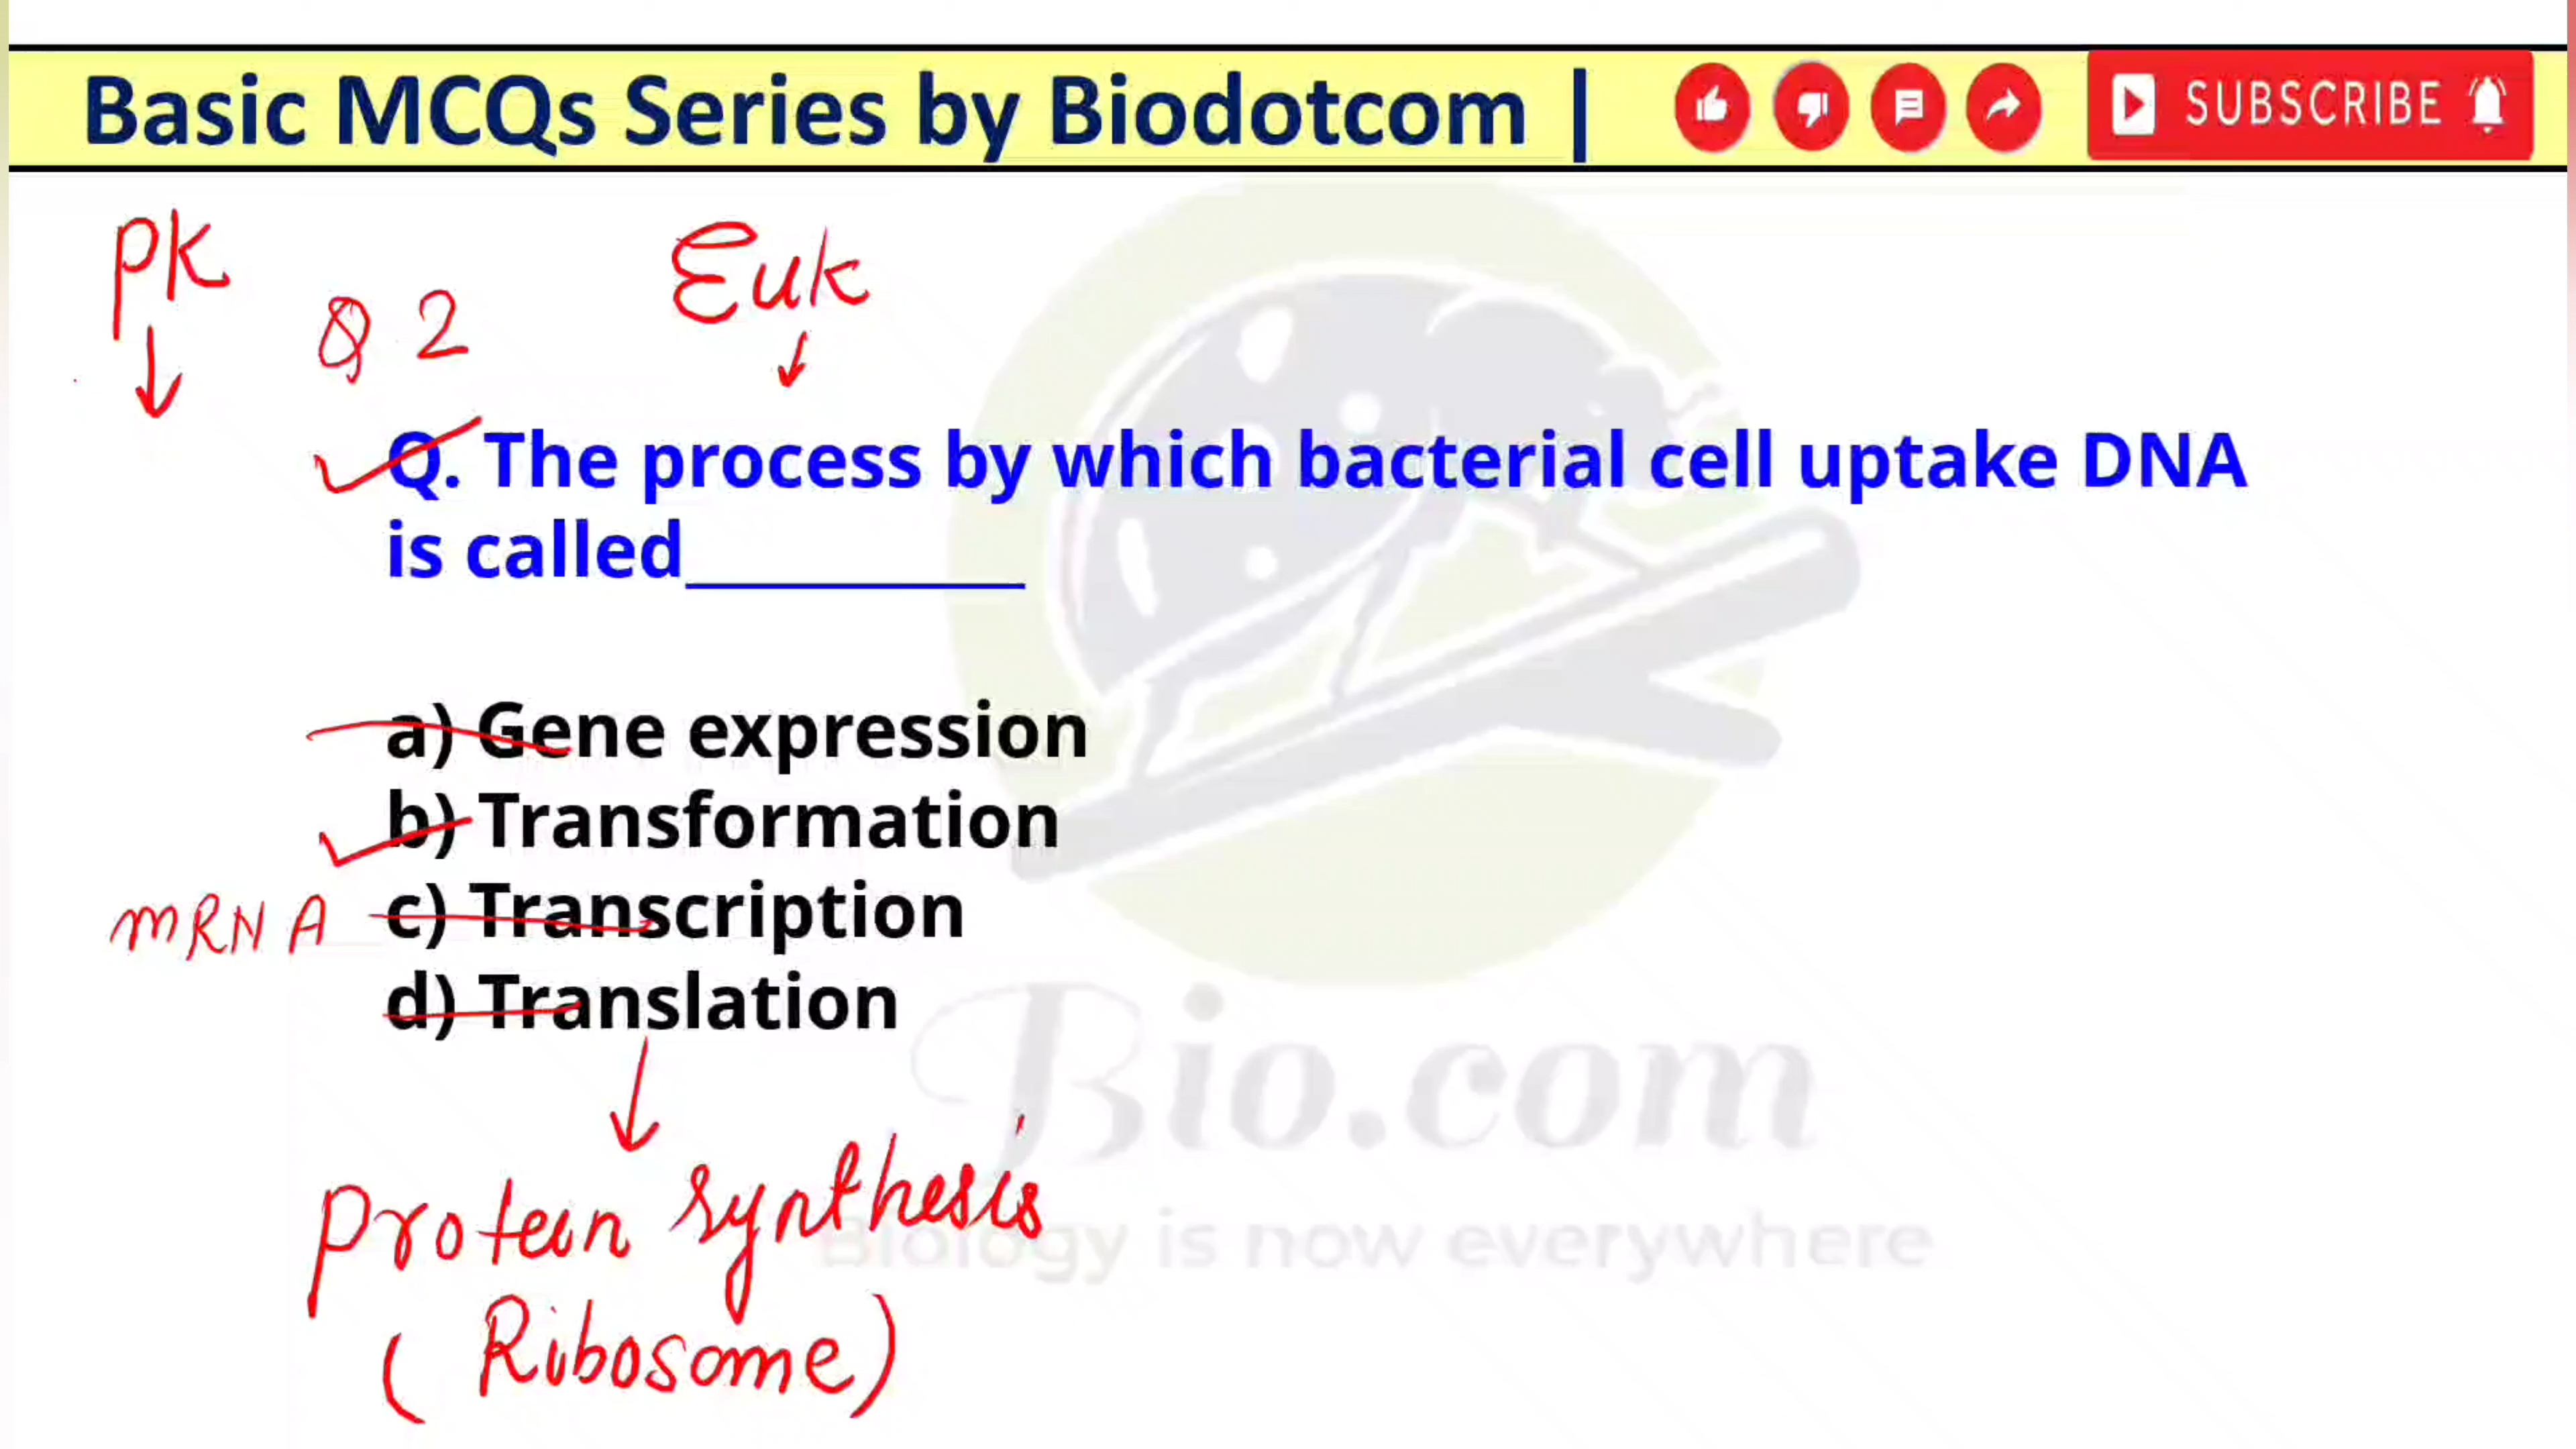 Basic MCQs Series by Biodotcom |
SUBSCRIBE
PK
Euk
Q 2
Q. The process by which bacterial cell uptake DNA
is called__________
a) Gene expression
b) Transformation
mRNA c) Transcription
d) Translation
Bio.com
Protein synthesis
Biology is now everywhere
(Ribosome)